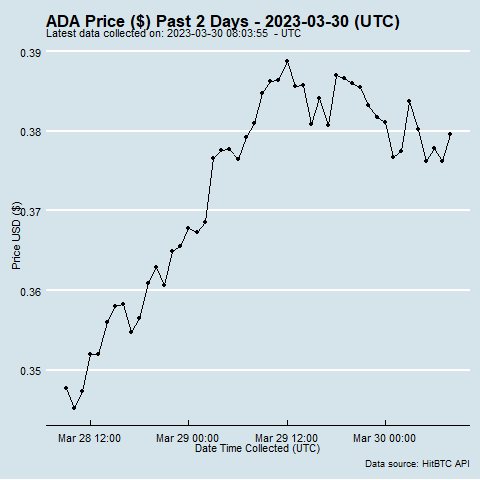 ADA Price ($) Past 2 Days - 2023-03-30 (UTC)
Latest data collected on: 2023-03-30 08:03:55  - UTC
0.39
0.38
0.37
0.36
0.35
Price USD ($)
Mar 28 12:00
Mar 29 00:00
Mar 29 12:00
Mar 30 00:00
Date Time Collected (UTC)
Data source: HitBTC API